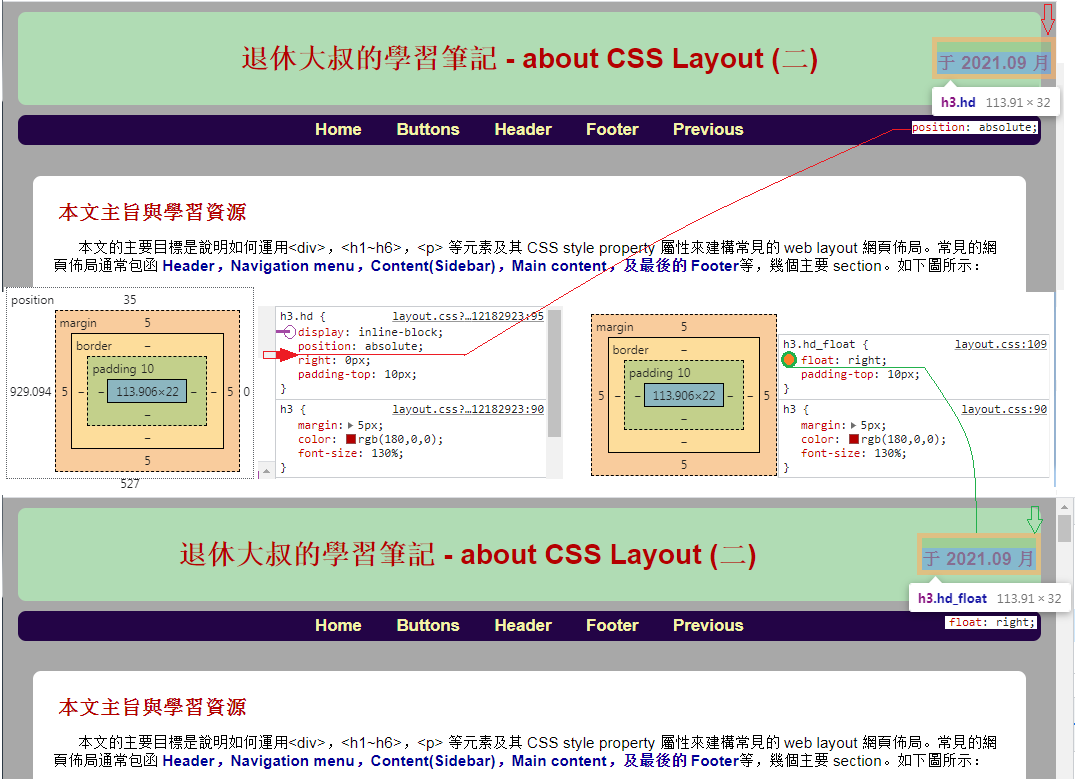 退休大叔的學習筆記 - about CSS Layout (二)
于 2021.09 月
h3.hd 113.91 × 32
Home Buttons Header Footer Previous
position: absolute;
本文主旨與學習資源
本文的主要目標是說明如何運用<div>，<h1~h6>，<p> 等元素及其 CSS style property 屬性來建構常見的 web layout 網頁佈局。常見的網
頁佈局通常包函 Header，Navigation menu，Content(Sidebar)，Main content，及最後的 Footer等，幾個主要 section。如下圖所示：
position 35
margin 5
border –
padding 10
929.094 5 – – 113.906×22 – – 5 0
–
–
5
527
h3.hd { layout.css?…12182923:95
display: inline-block;
position: absolute;
right: 0px;
padding-top: 10px;
}
h3 { layout.css?…12182923:90
margin: 5px;
color: rgb(180,0,0);
font-size: 130%;
}
margin 5
border –
padding 10
5 – – 113.906×22 – – 5
–
–
5
h3.hd_float { layout.css:109
float: right;
padding-top: 10px;
}
h3 { layout.css:90
margin: 5px;
color: rgb(180,0,0);
font-size: 130%;
}
退休大叔的學習筆記 - about CSS Layout (二)
于 2021.09 月
h3.hd_float 113.91 × 32
Home Buttons Header Footer Previous
float: right;
本文主旨與學習資源
本文的主要目標是說明如何運用<div>，<h1~h6>，<p> 等元素及其 CSS style property 屬性來建構常見的 web layout 網頁佈局。常見的網
頁佈局通常包函 Header，Navigation menu，Content(Sidebar)，Main content，及最後的 Footer等，幾個主要 section。如下圖所示：